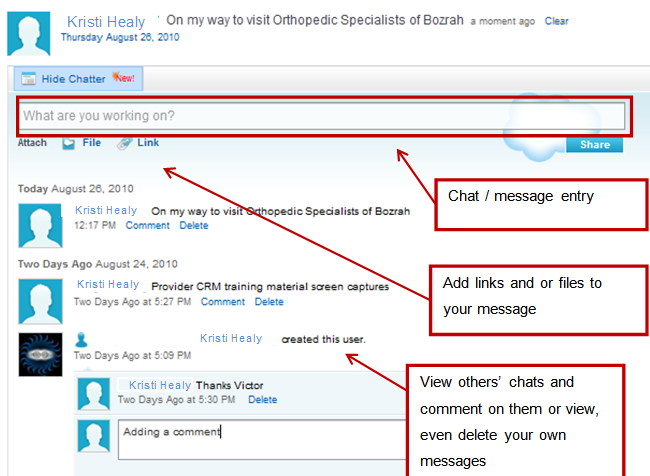 Kristi Healy On my way to visit Orthopedic Specialists of Bozrah a moment ago Clear
Thursday August 26, 2010
Hide Chatter New!
What are you working on?
Attach File Link
Share
Chat / message entry
Today August 26, 2010
Kristi Healy On my way to visit Orthopedic Specialists of Bozrah
12:17 PM Comment Delete
Add links and or files to
your message
Two Days Ago August 24, 2010
Kristi Healy Provider CRM training material screen captures
Two Days Ago at 5:27 PM Comment Delete
Kristi Healy created this user.
Two Days Ago at 5:09 PM
View others' chats and
comment on them or view,
even delete your own
messages
Kristi Healy Thanks Victor
Two Days Ago at 5:30 PM Delete
Adding a comment